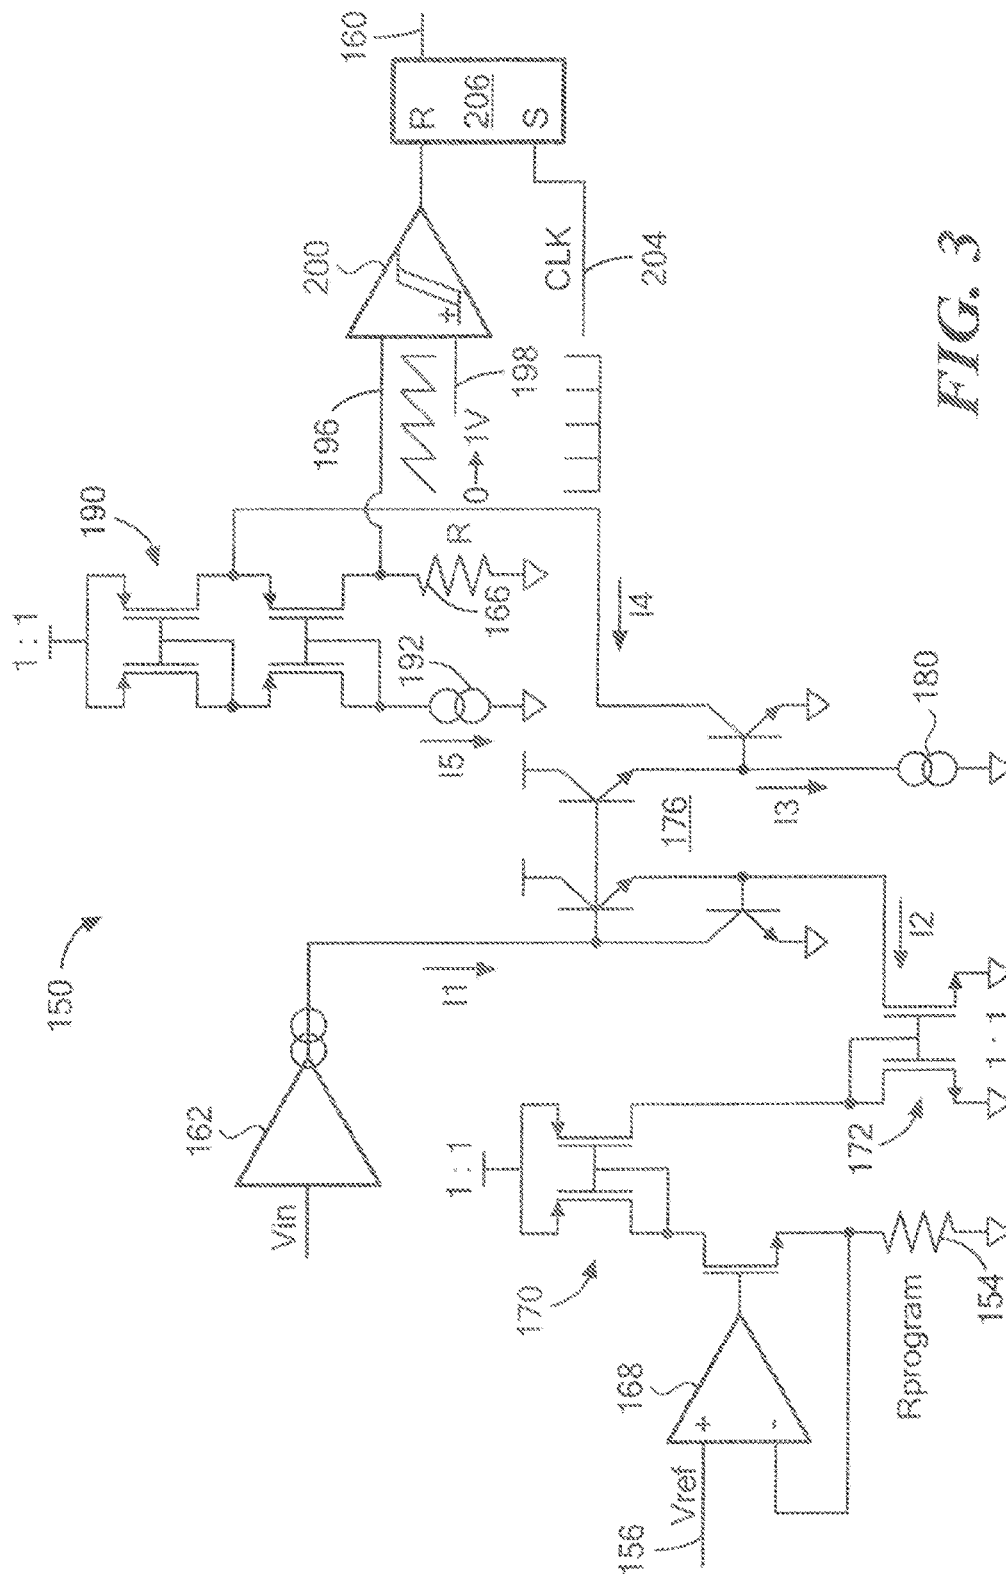 FIG. 3
150
Vin
162
I1
156
Vref
168
170
1 : 1
Rprogram
154
172
1 : 1
I2
176
I3
180
I4
1 : 1
190
I5
192
166
R
196
0→1V
198
200
+
CLK
204
R
206
S
160
+
-